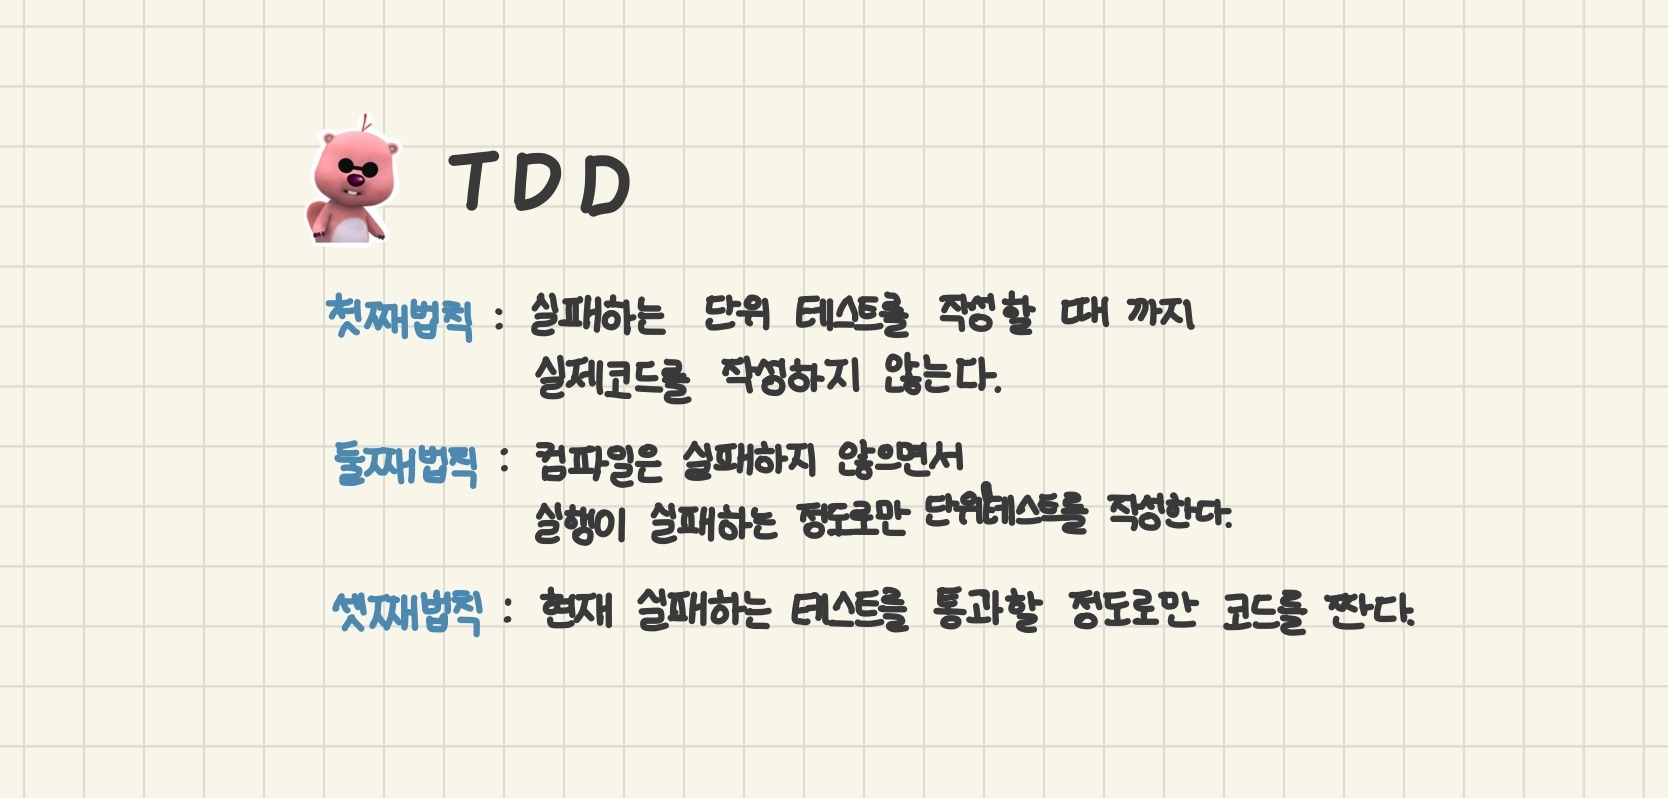 TDD
첫째법칙 : 실패하는 단위 테스트를 작성할 때 까지
실제코드를 작성하지 않는다.
둘째법칙 : 컴파일은 실패하지 않으면서
실행이 실패하는 정도로만 단위테스트를 작성한다.
셋째법칙 : 현재 실패하는 테스트를 통과할 정도로만 코드를 짠다.